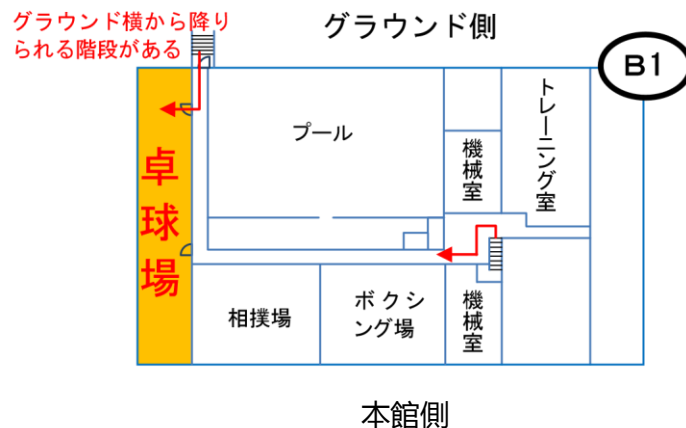 グラウンド横から降り
られる階段がある
グラウンド側
B1
卓球場
プール
機械室
トレーニング室
相撲場
ボクシ
ング場
機械室
本館側